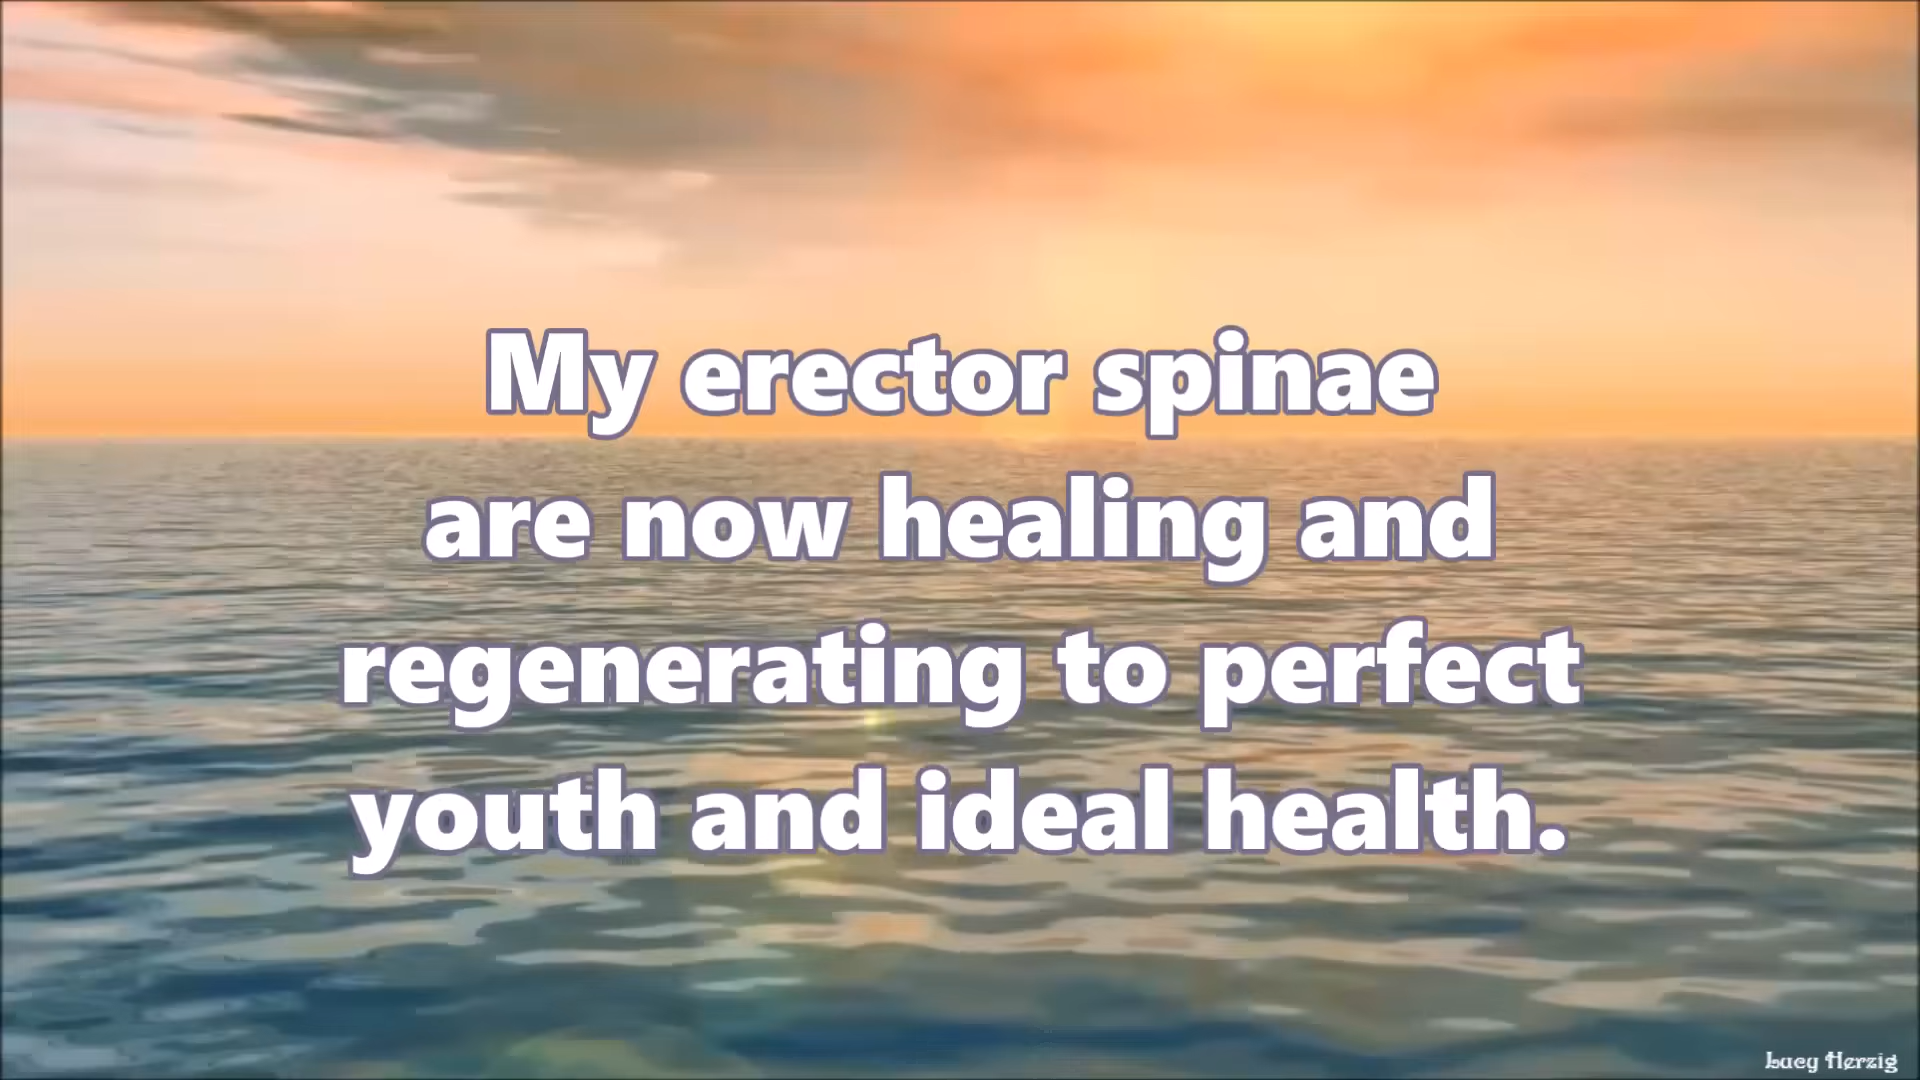 My erector spinae
are now healing and
regenerating to perfect
youth and ideal health.
Lucy Herzig